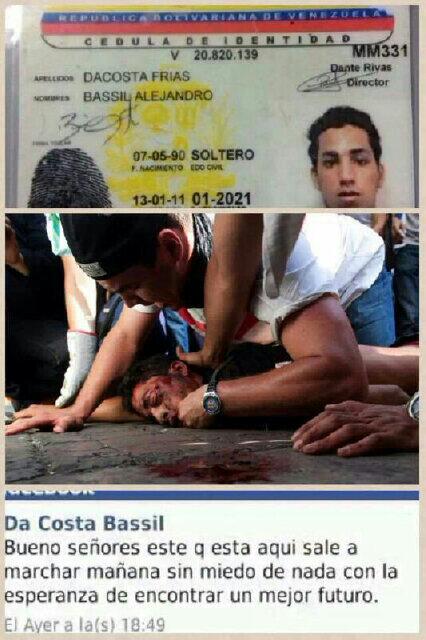 REPUBLICA BOLIVARIANA DE VENEZUELA
CEDULA DE IDENTIDAD
V 20.820.139
MM331
Dante Rivas
Director
APELLIDOS DACOSTA FRIAS
NOMBRES BASSIL ALEJANDRO
07-05-90 SOLTERO
F. NACIMIENTO EDO CIVIL
13-01-11 01-2021
Da Costa Bassil
Bueno señores este q esta aqui sale a
marchar mañana sin miedo de nada con la
esperanza de encontrar un mejor futuro.
El Ayer a la(s) 18:49